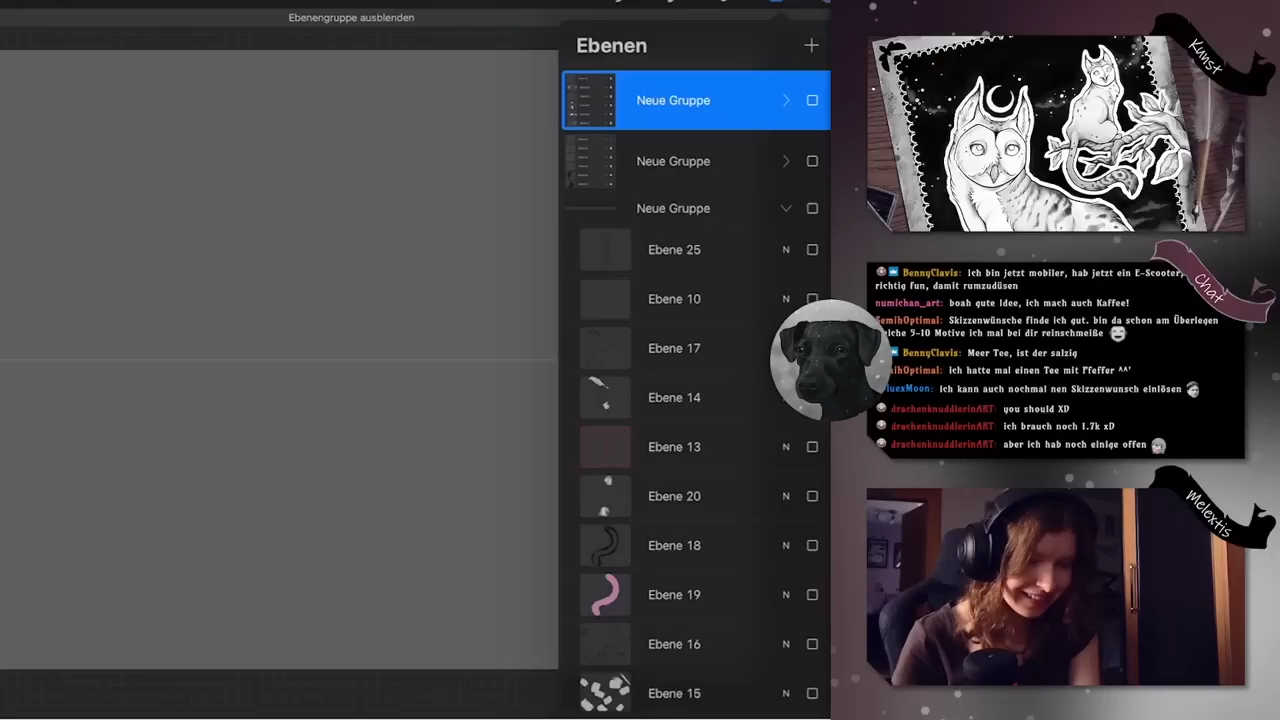 Ebenengruppe ausblenden
Ebenen
Neue Gruppe
Neue Gruppe
Neue Gruppe
Ebene 25 N
Ebene 10 N
Ebene 17
Ebene 14
Ebene 13 N
Ebene 20 N
Ebene 18 N
Ebene 19 N
Ebene 16 N
Ebene 15 N
Kunst
Chat
BennyClavis: Ich bin jetzt mobiler, hab jetzt ein E-Scooter,
richtig fun, damit rumzudüsen
numichan_art: boah gute Idee, ich mach auch Kaffee!
SemihOptimal: Skizzenwünsche finde ich gut. bin da schon am Überlegen
welche 5-10 Motive ich mal bei dir reinschmeiße
BennyClavis: Meer Tee, ist der salzig
ihOptimal: ich hatte mal einen Tee mit Pfeffer ^^'
luexMoon: Ich kann auch nochmal nen Skizzenwunsch einlösen
drachenknuddlerinART: you should XD
drachenknuddlerinART: ich brauch noch 1.7k xD
drachenknuddlerinART: aber ich hab noch einige offen
Melextis